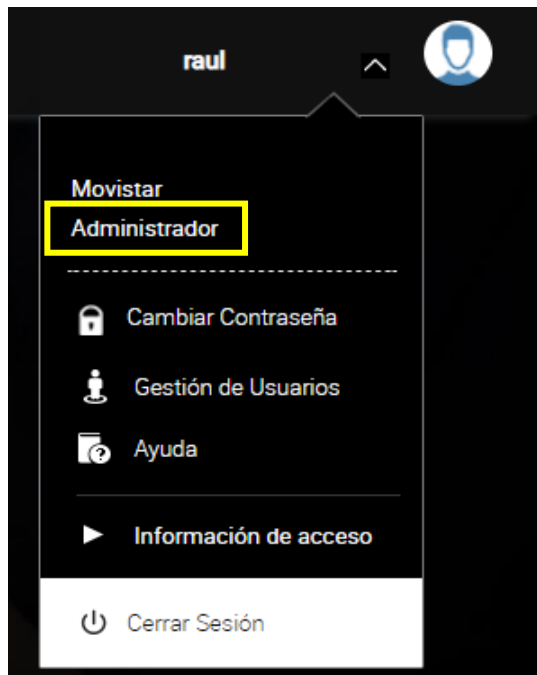 raul
Movistar
Administrador
Cambiar Contraseña
Gestión de Usuarios
Ayuda
Información de acceso
Cerrar Sesión